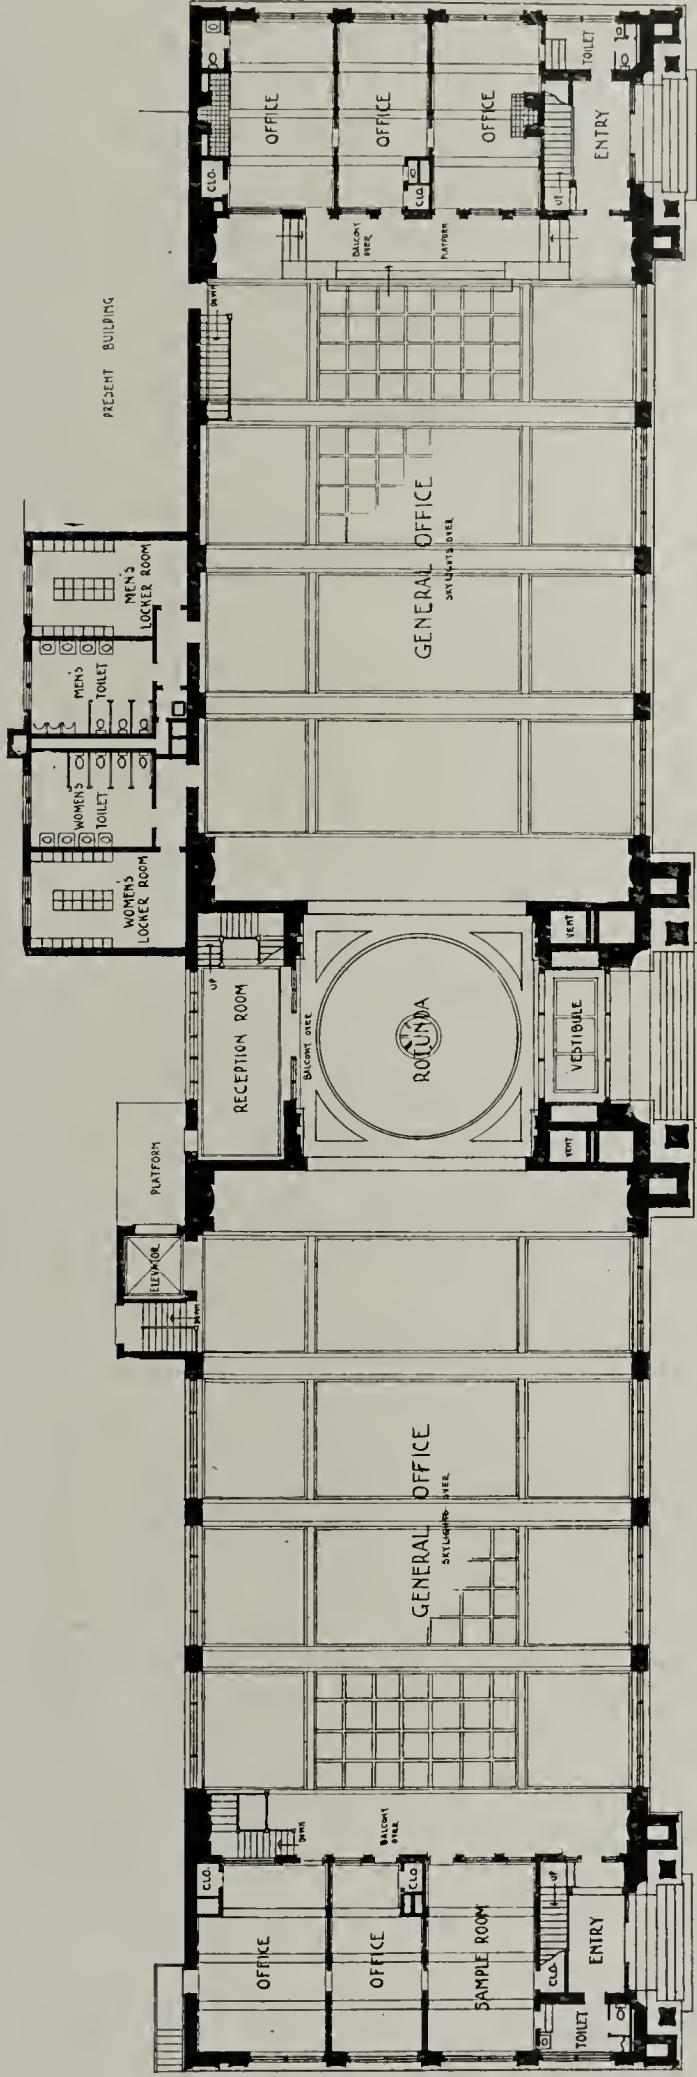 PRESENT BUILDING
CLO.
OFFICE
OFFICE
CLO
OFFICE
TOILET
ENTRY
UP
BALCONY
OVER
PLATFORM
DOWN
GENERAL OFFICE
SKYLIGHTS OVER
MEN'S
LOCKER ROOM
MEN'S
TOILET
WOMEN'S
TOILET
WOMEN'S
LOCKER ROOM
UP
RECEPTION ROOM
BALCONY OVER
ROTUNDA
VENT
VESTIBULE
VENT
PLATFORM
ELEVATOR
DOWN
GENERAL OFFICE
SKYLIGHTS OVER
DOWN
BALCONY
OVER
CLO.
OFFICE
OFFICE
CLO
SAMPLE ROOM
UP
CLO.
ENTRY
TOILET